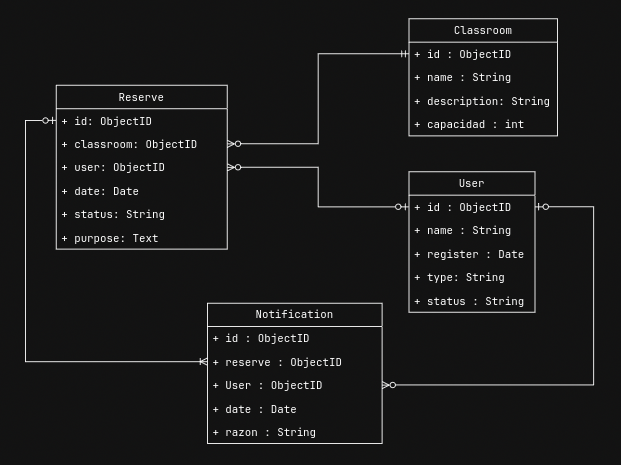 Classroom
+ id : ObjectID
+ name : String
+ description: String
+ capacidad : int
Reserve
+ id: ObjectID
+ classroom: ObjectID
+ user: ObjectID
+ date: Date
+ status: String
+ purpose: Text
User
+ id : ObjectID
+ name : String
+ register : Date
+ type: String
+ status : String
Notification
+ id : ObjectID
+ reserve : ObjectID
+ User : ObjectID
+ date : Date
+ razon : String